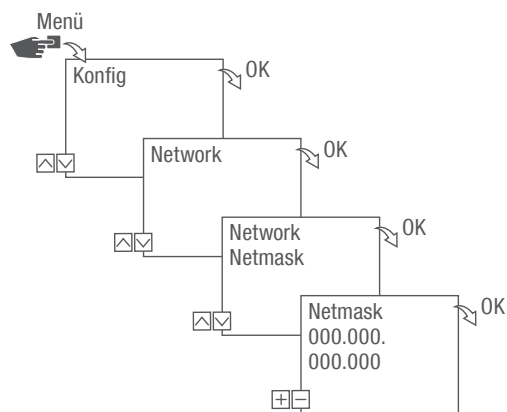 Menü
Konfig
OK
Network
OK
Network
Netmask
OK
Netmask
000.000.
000.000
OK